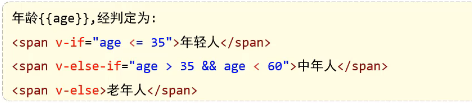 年龄{{age}},经判定为:
<span v-if="age <= 35">年轻人</span>
<span v-else-if="age > 35 && age < 60">中年人</span>
<span v-else>老年人</span>